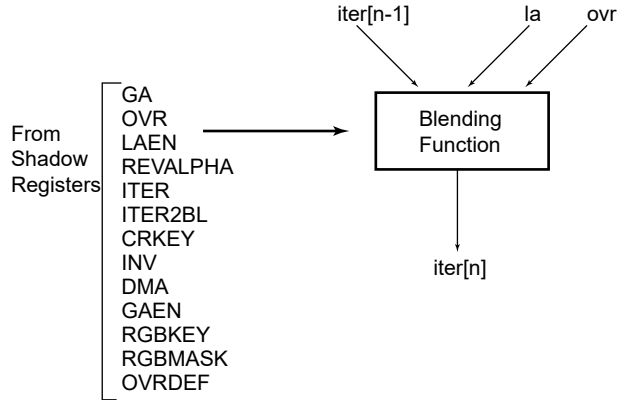 iter[n-1]
la
ovr
From
Shadow
Registers
GA
OVR
LAEN
REVALPHA
ITER
ITER2BL
CRKEY
INV
DMA
GAEN
RGBKEY
RGBMASK
OVRDEF
Blending
Function
iter[n]